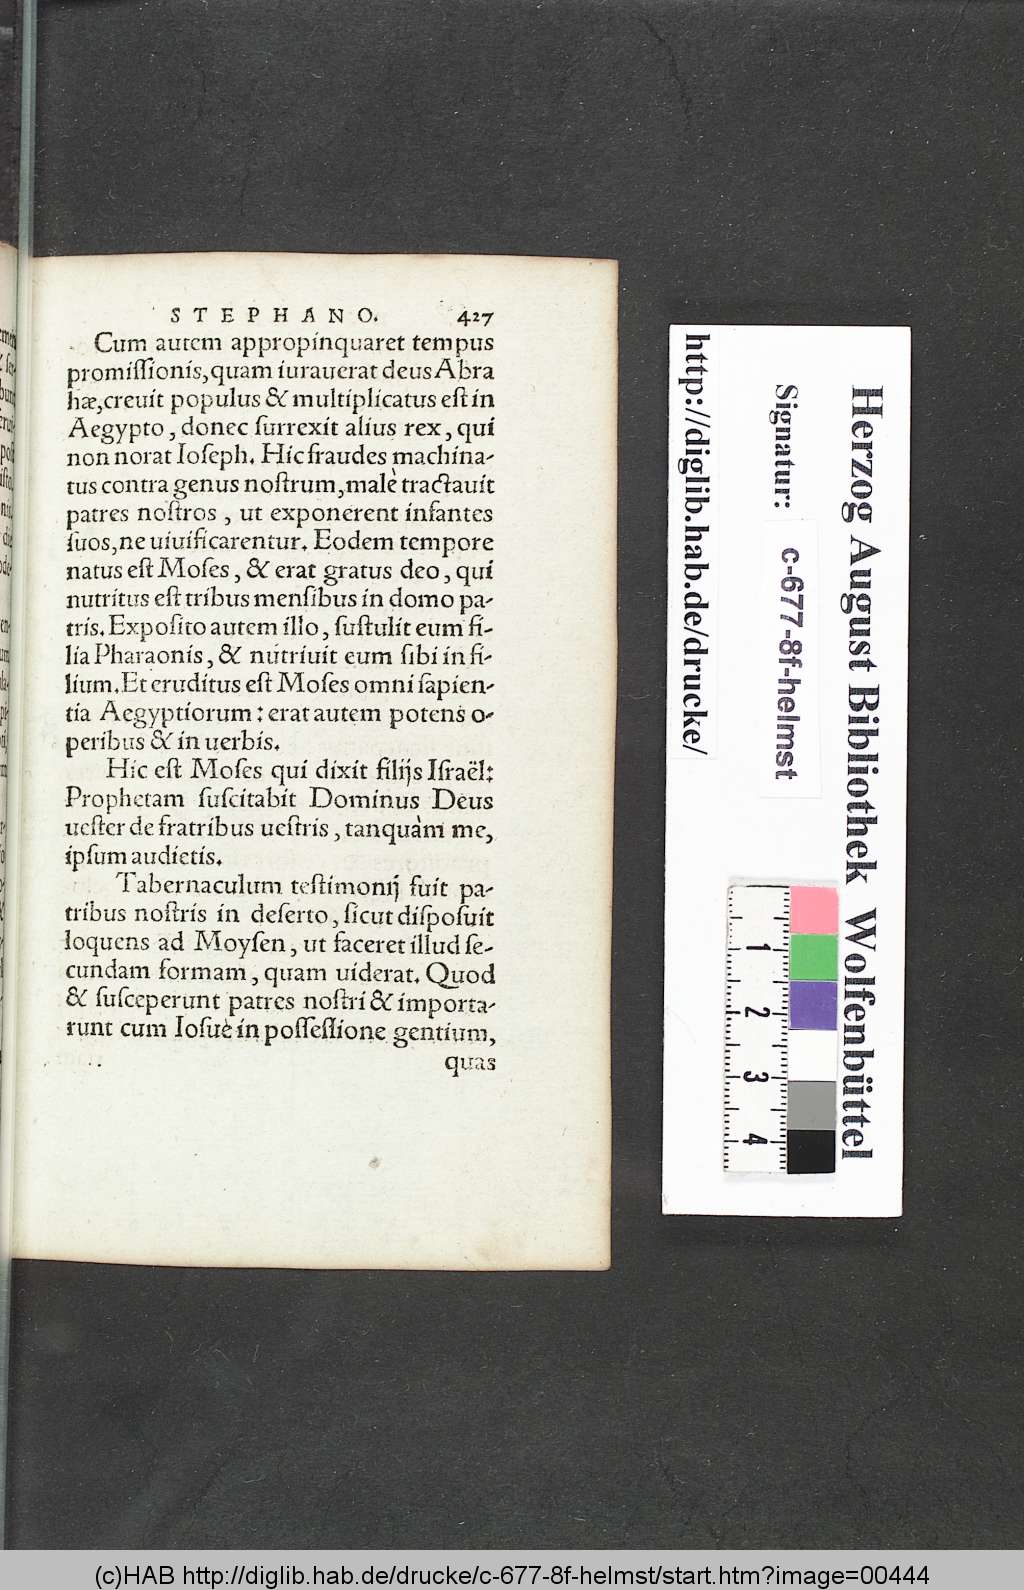 STEPHANO. 427
Cum autem appropinquaret tempus
promiſſionis, quam iurauerat deus Abra
hæ, creuit populus & multiplicatus eſt in
Aegypto, donec ſurrexit alius rex, qui
non norat Ioſeph. Hic fraudes machina-
tus contra genus noſtrum, malè tractauit
patres noſtros, ut exponerent infantes
ſuos, ne uiuificarentur. Eodem tempore
natus eſt Moſes, & erat gratus deo, qui
nutritus eſt tribus menſibus in domo pa-
tris. Expoſito autem illo, ſuſtulit eum fi-
lia Pharaonis, & nutriuit eum ſibi in fi-
lium. Et eruditus eſt Moſes omni ſapien-
tia Aegyptiorum: erat autem potens o-
peribus & in uerbis.
Hic eſt Moſes qui dixit filijs Iſraël:
Prophetam ſuſcitabit Dominus Deus
ueſter de fratribus ueſtris, tanquàm me,
ipſum audietis.
Tabernaculum teſtimonij fuit pa-
tribus noſtris in deſerto, ſicut diſpoſuit
loquens ad Moyſen, ut faceret illud ſe-
cundam formam, quam uiderat. Quod
& ſuſceperunt patres noſtri & importa-
runt cum Ioſuè in poſſeſſione gentium,
quas
Herzog August Bibliothek Wolfenbüttel
Signatur: c-677-8f-helmst
http://diglib.hab.de/drucke/
1 2 3 4
(c)HAB http://diglib.hab.de/drucke/c-677-8f-helmst/start.htm?image=00444